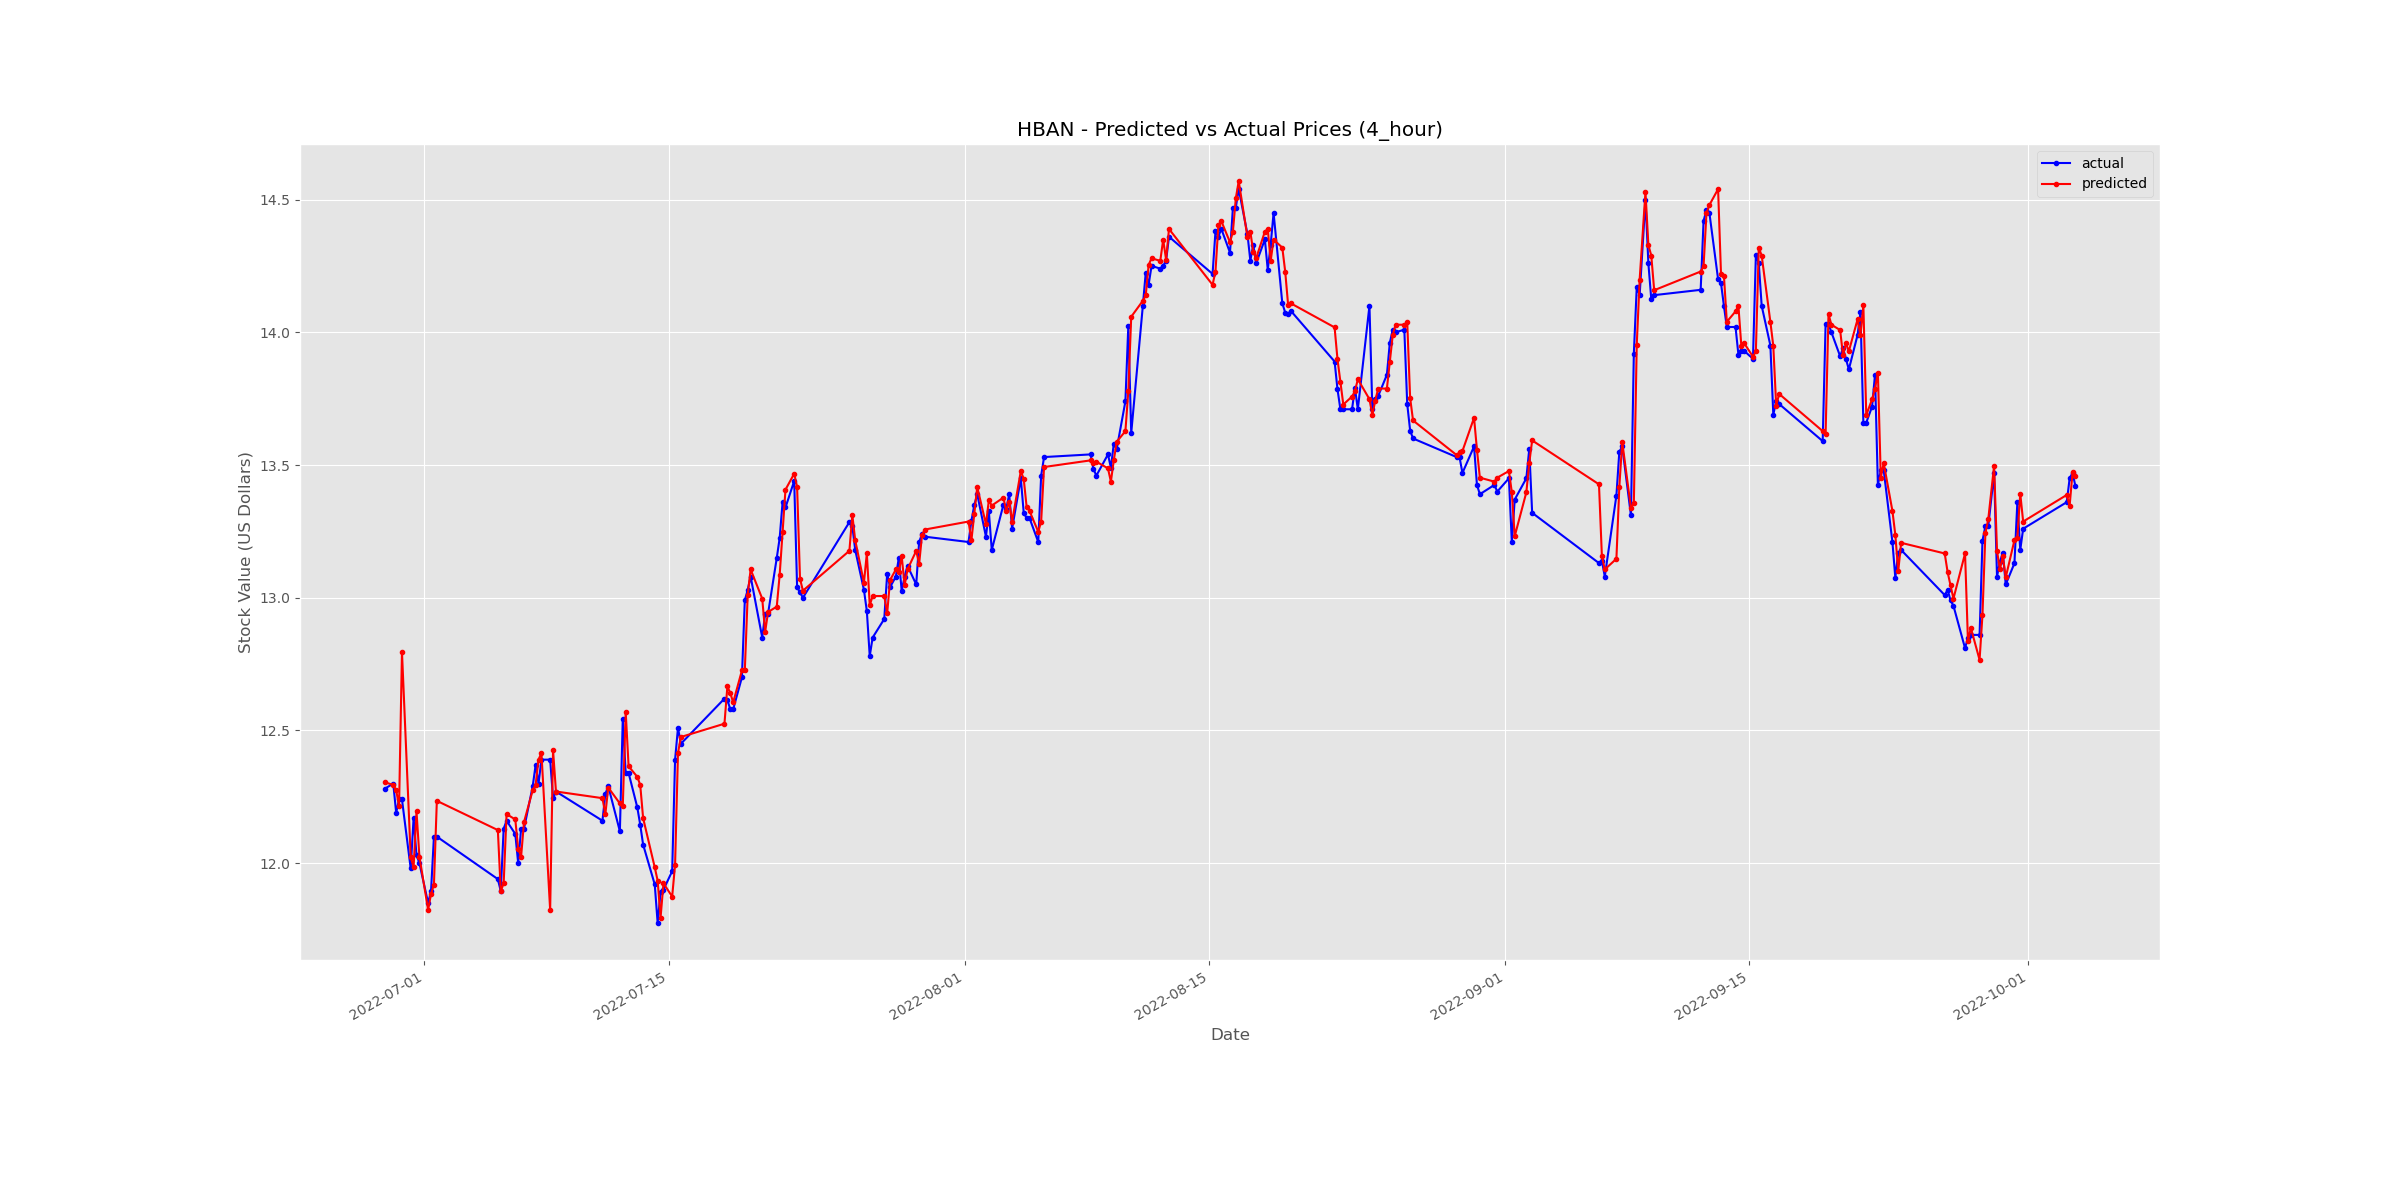 HBAN - Predicted vs Actual Prices (4_hour)
actual
predicted
Stock Value (US Dollars)
14.5
14.0
13.5
13.0
12.5
12.0
2022-07-01
2022-07-15
2022-08-01
2022-08-15
2022-09-01
2022-09-15
2022-10-01
Date